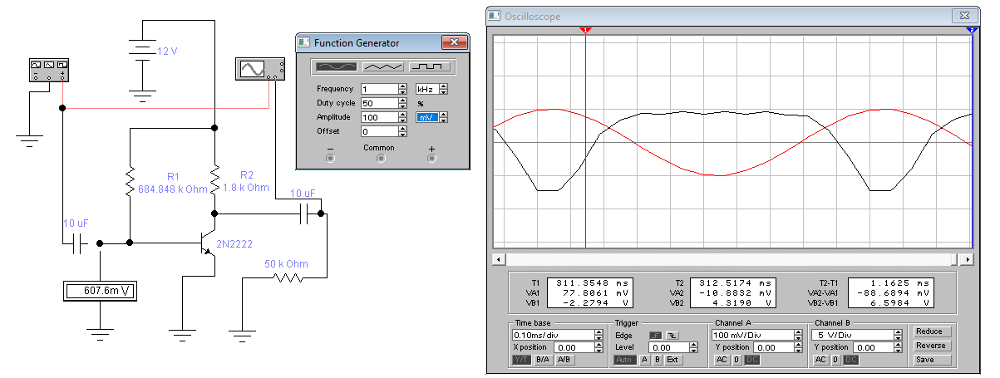 12 V
R1
684.848 k Ohm
R2
1.8 k Ohm
10 uF
10 uF
2N2222
50 k Ohm
607.6m V
Function Generator
Frequency 1 kHz
Duty cycle 50 %
Amplitude 100 mV
Offset 0
− Common +
Oscilloscope
1 2
T1 311.3548 ms
VA1 77.8061 mV
VB1 -2.2794 V
T2 312.5174 ms
VA2 -10.8832 mV
VB2 4.3190 V
T2-T1 1.1625 ms
VA2-VA1 -88.6894 mV
VB2-VB1 6.5984 V
Time base
0.10ms/div
X position 0.00
Y/T B/A A/B
Trigger
Edge
Level 0.00
Auto A B Ext
Channel A
100 mV/Div
Y position 0.00
AC 0 DC
Channel B
5 V/Div
Y position 0.00
AC 0 DC
Reduce
Reverse
Save